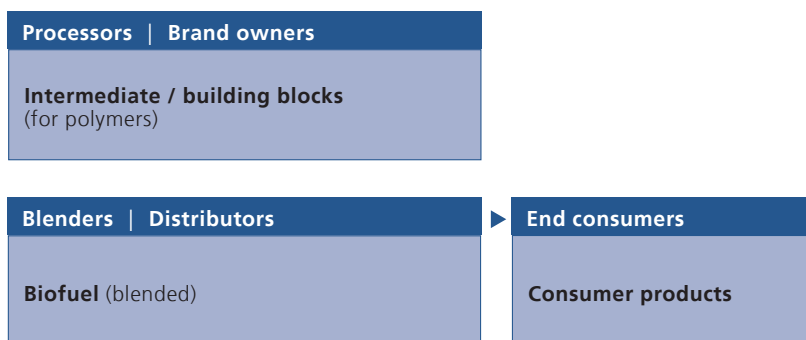 Processors | Brand owners
Intermediate / building blocks
(for polymers)
Blenders | Distributors
End consumers
Biofuel (blended)
Consumer products